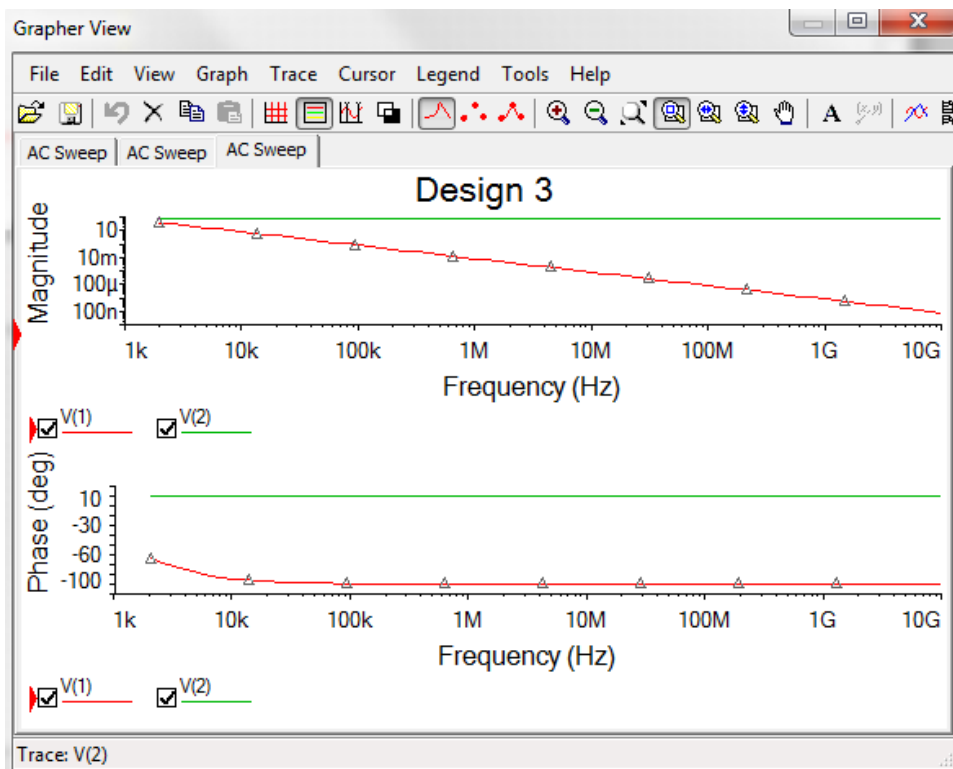 Grapher View
File Edit View Graph Trace Cursor Legend Tools Help
A (x,y)
AC Sweep AC Sweep AC Sweep
Design 3
Magnitude
10
10m
100µ
100n
1k 10k 100k 1M 10M 100M 1G 10G
Frequency (Hz)
V(1) V(2)
Phase (deg)
10
-30
-60
-100
1k 10k 100k 1M 10M 100M 1G 10G
Frequency (Hz)
V(1) V(2)
Trace: V(2)